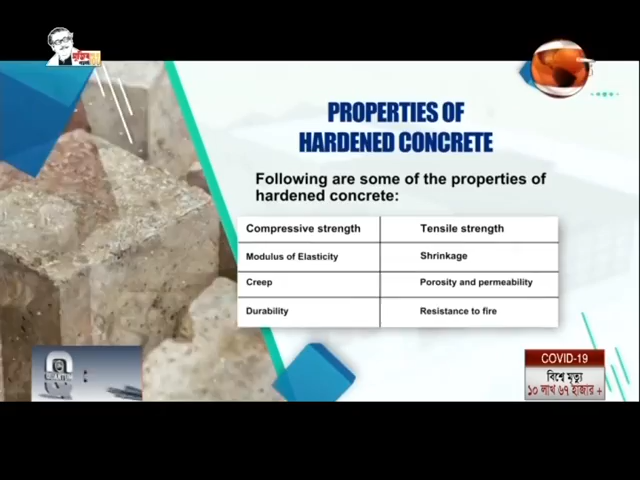 PROPERTIES OF
HARDENED CONCRETE
Following are some of the properties of
hardened concrete:
Compressive strength Tensile strength
Modulus of Elasticity Shrinkage
Creep Porosity and permeability
Durability Resistance to fire
COVID-19
বিশ্বে মৃত্যু
১০ লাখ ৬৭ হাজার +